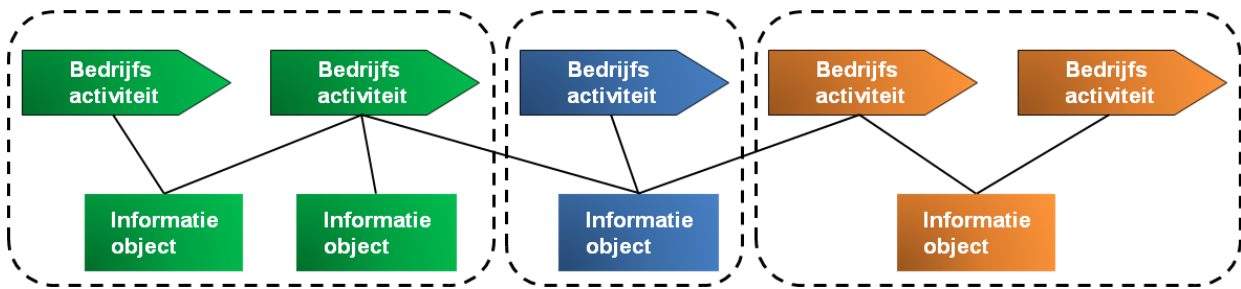 Bedrijfs
activiteit
Bedrijfs
activiteit
Bedrijfs
activiteit
Bedrijfs
activiteit
Bedrijfs
activiteit
Informatie
object
Informatie
object
Informatie
object
Informatie
object